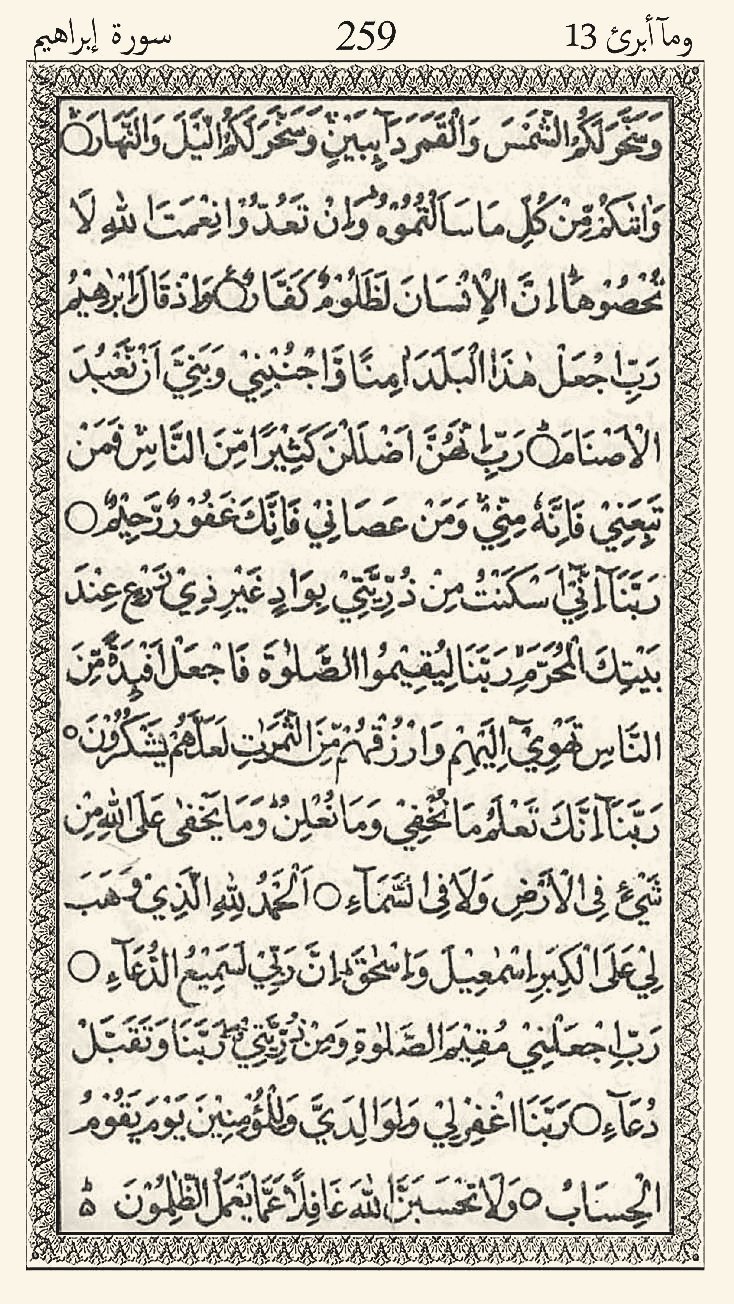 ومآ أبرئ 13 259 سورة إبراهيم
وَسَخَّرَ لَكُمُ الشَّمْسَ وَالْقَمَرَ دَآئِبَيْنِ ۚ وَسَخَّرَ لَكُمُ الَّيْلَ وَالنَّهَارَ ۚ ○
وَاٰتٰىكُمْ مِّنْ كُلِّ مَا سَاَلْتُمُوْهُ ؕ وَاِنْ تَعُدُّوْا نِعْمَتَ اللّٰهِ لَا
تُحْصُوْهَا ؕ اِنَّ الْاِنْسَانَ لَظَلُوْمٌ كَفَّارٌ ○ وَاِذْ قَالَ اِبْرٰهِيْمُ
رَبِّ اجْعَلْ هٰذَا الْبَلَدَ اٰمِنًا وَّاجْنُبْنِيْ وَبَنِيَّ اَنْ نَّعْبُدَ
الْاَصْنَامَ ؕ ○ رَبِّ اِنَّهُنَّ اَضْلَلْنَ كَثِيْرًا مِّنَ النَّاسِ ۚ فَمَنْ
تَبِعَنِيْ فَاِنَّهٗ مِنِّيْ ۚ وَمَنْ عَصَانِيْ فَاِنَّكَ غَفُوْرٌ رَّحِيْمٌ ○
رَبَّنَاۤ اِنِّيْۤ اَسْكَنْتُ مِنْ ذُرِّيَّتِيْ بِوَادٍ غَيْرِ ذِيْ زَرْعٍ عِنْدَ
بَيْتِكَ الْمُحَرَّمِ ۙ رَبَّنَا لِيُقِيْمُوا الصَّلٰوةَ فَاجْعَلْ اَفْئِدَةً مِّنَ
النَّاسِ تَهْوِيْۤ اِلَيْهِمْ وَارْزُقْهُمْ مِّنَ الثَّمَرٰتِ لَعَلَّهُمْ يَشْكُرُوْنَ ○
رَبَّنَاۤ اِنَّكَ تَعْلَمُ مَا نُخْفِيْ وَمَا نُعْلِنُ ؕ وَمَا يَخْفٰى عَلَى اللّٰهِ مِنْ
شَيْءٍ فِي الْاَرْضِ وَلَا فِي السَّمَآءِ ○ اَلْحَمْدُ لِلّٰهِ الَّذِيْ وَهَبَ
لِيْ عَلَى الْكِبَرِ اِسْمٰعِيْلَ وَاِسْحٰقَ ؕ اِنَّ رَبِّيْ لَسَمِيْعُ الدُّعَآءِ ○
رَبِّ اجْعَلْنِيْ مُقِيْمَ الصَّلٰوةِ وَمِنْ ذُرِّيَّتِيْ ۖ رَبَّنَا وَتَقَبَّلْ
دُعَآءِ ○ رَبَّنَا اغْفِرْ لِيْ وَلِوَالِدَيَّ وَلِلْمُؤْمِنِيْنَ يَوْمَ يَقُوْمُ
الْحِسَابُ ○ وَلَا تَحْسَبَنَّ اللّٰهَ غَافِلًا عَمَّا يَعْمَلُ الظّٰلِمُوْنَ ؕ